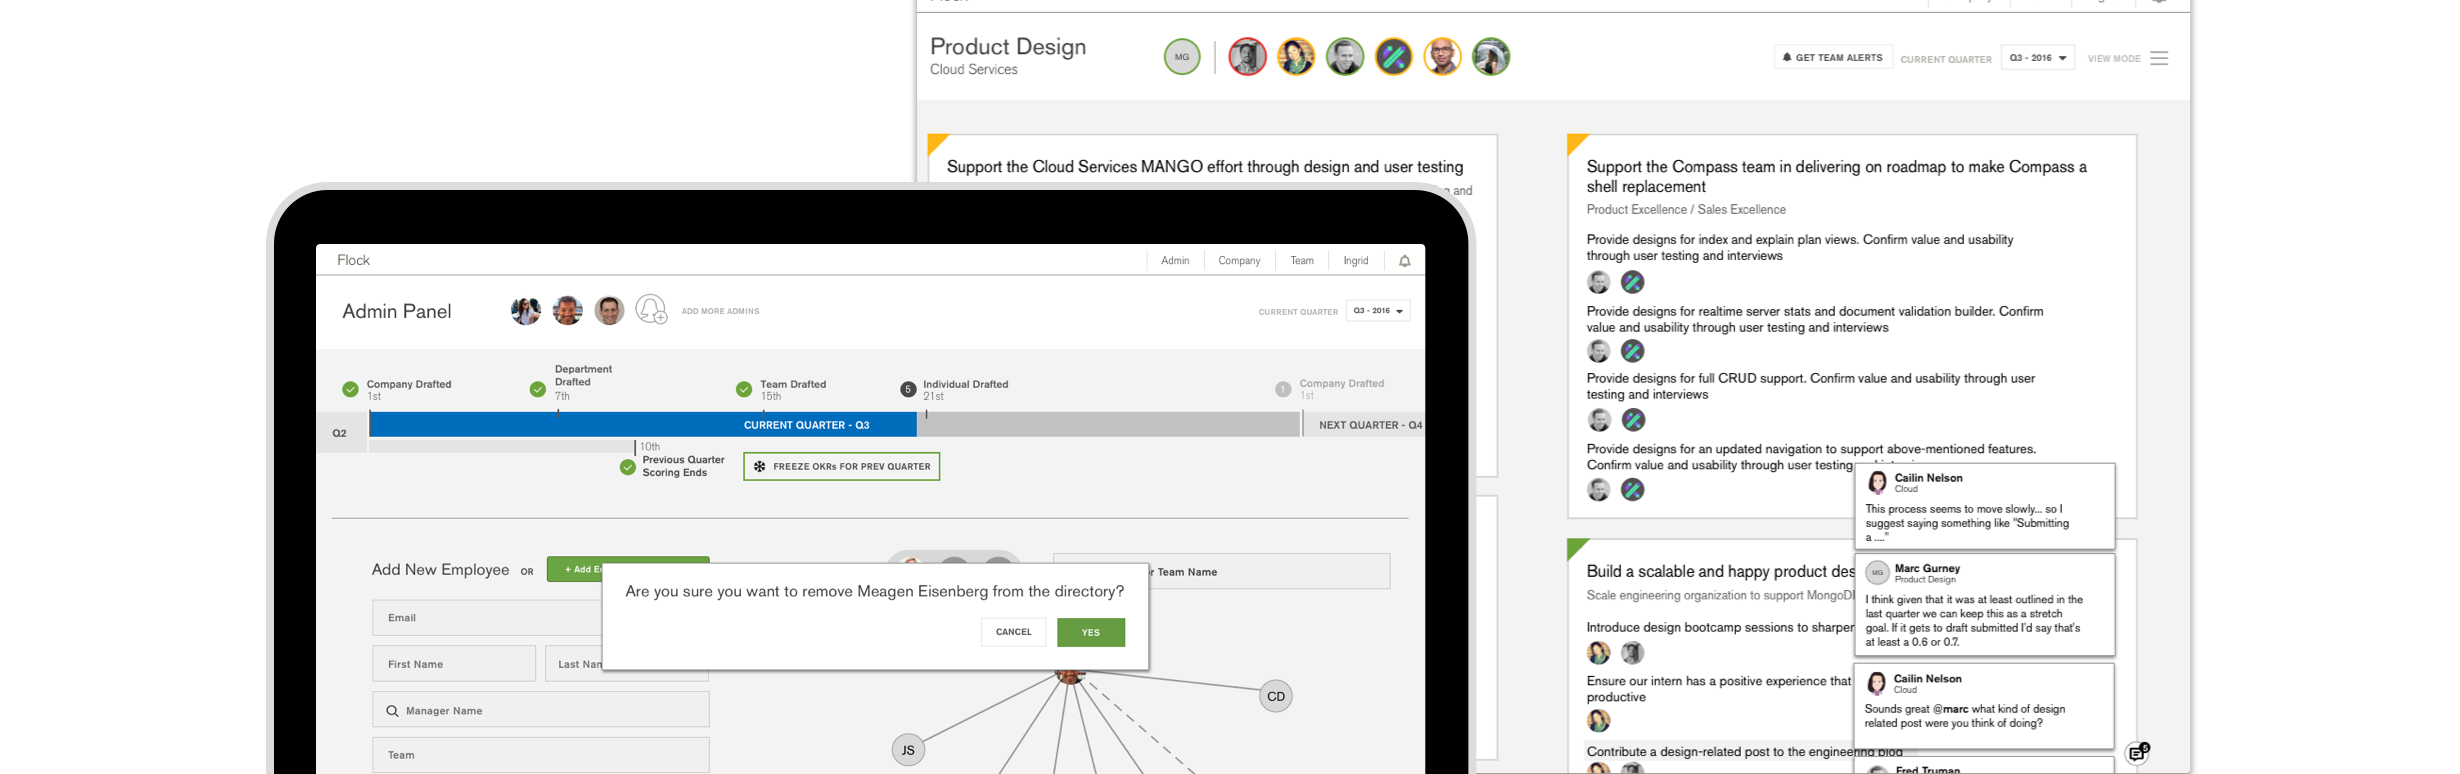 Product Design
Cloud Services
MG
GET TEAM ALERTS
CURRENT QUARTER
Q3 - 2016
VIEW MODE
Support the Cloud Services MANGO effort through design and user testing
and
Support the Compass team in delivering on roadmap to make Compass a
shell replacement
Product Excellence / Sales Excellence
Provide designs for index and explain plan views. Confirm value and usability
through user testing and interviews
Provide designs for realtime server stats and document validation builder. Confirm
value and usability through user testing and interviews
Provide designs for full CRUD support. Confirm value and usability through user
testing and interviews
Provide designs for an updated navigation to support above-mentioned features.
Confirm value and usability through user testing
Build a scalable and happy product des
Scale engineering organization to support MongoD
Introduce design bootcamp sessions to sharpen
Ensure our intern has a positive experience that
productive
Contribute a design-related post to the engineering blog
Cailin Nelson
Cloud
This process seems to move slowly... so I
suggest saying something like "Submitting
a ...."
MG
Marc Gurney
Product Design
I think given that it was at least outlined in the
last quarter we can keep this as a stretch
goal. If it gets to draft submitted I'd say that's
at least a 0.6 or 0.7.
Cailin Nelson
Cloud
Sounds great @marc what kind of design
related post were you think of doing?
Fred Truman
5
Flock
Admin
Company
Team
Ingrid
Admin Panel
ADD MORE ADMINS
CURRENT QUARTER
Q3 - 2016
Company Drafted
1st
Department
Drafted
7th
Team Drafted
15th
5
Individual Drafted
21st
1
Company Drafted
1st
Q2
CURRENT QUARTER - Q3
NEXT QUARTER - Q4
10th
Previous Quarter
Scoring Ends
FREEZE OKRs FOR PREV QUARTER
Add New Employee
OR
+ Add E
r Team Name
Are you sure you want to remove Meagen Eisenberg from the directory?
CANCEL
YES
Email
First Name
Last Nam
Manager Name
Team
JS
CD